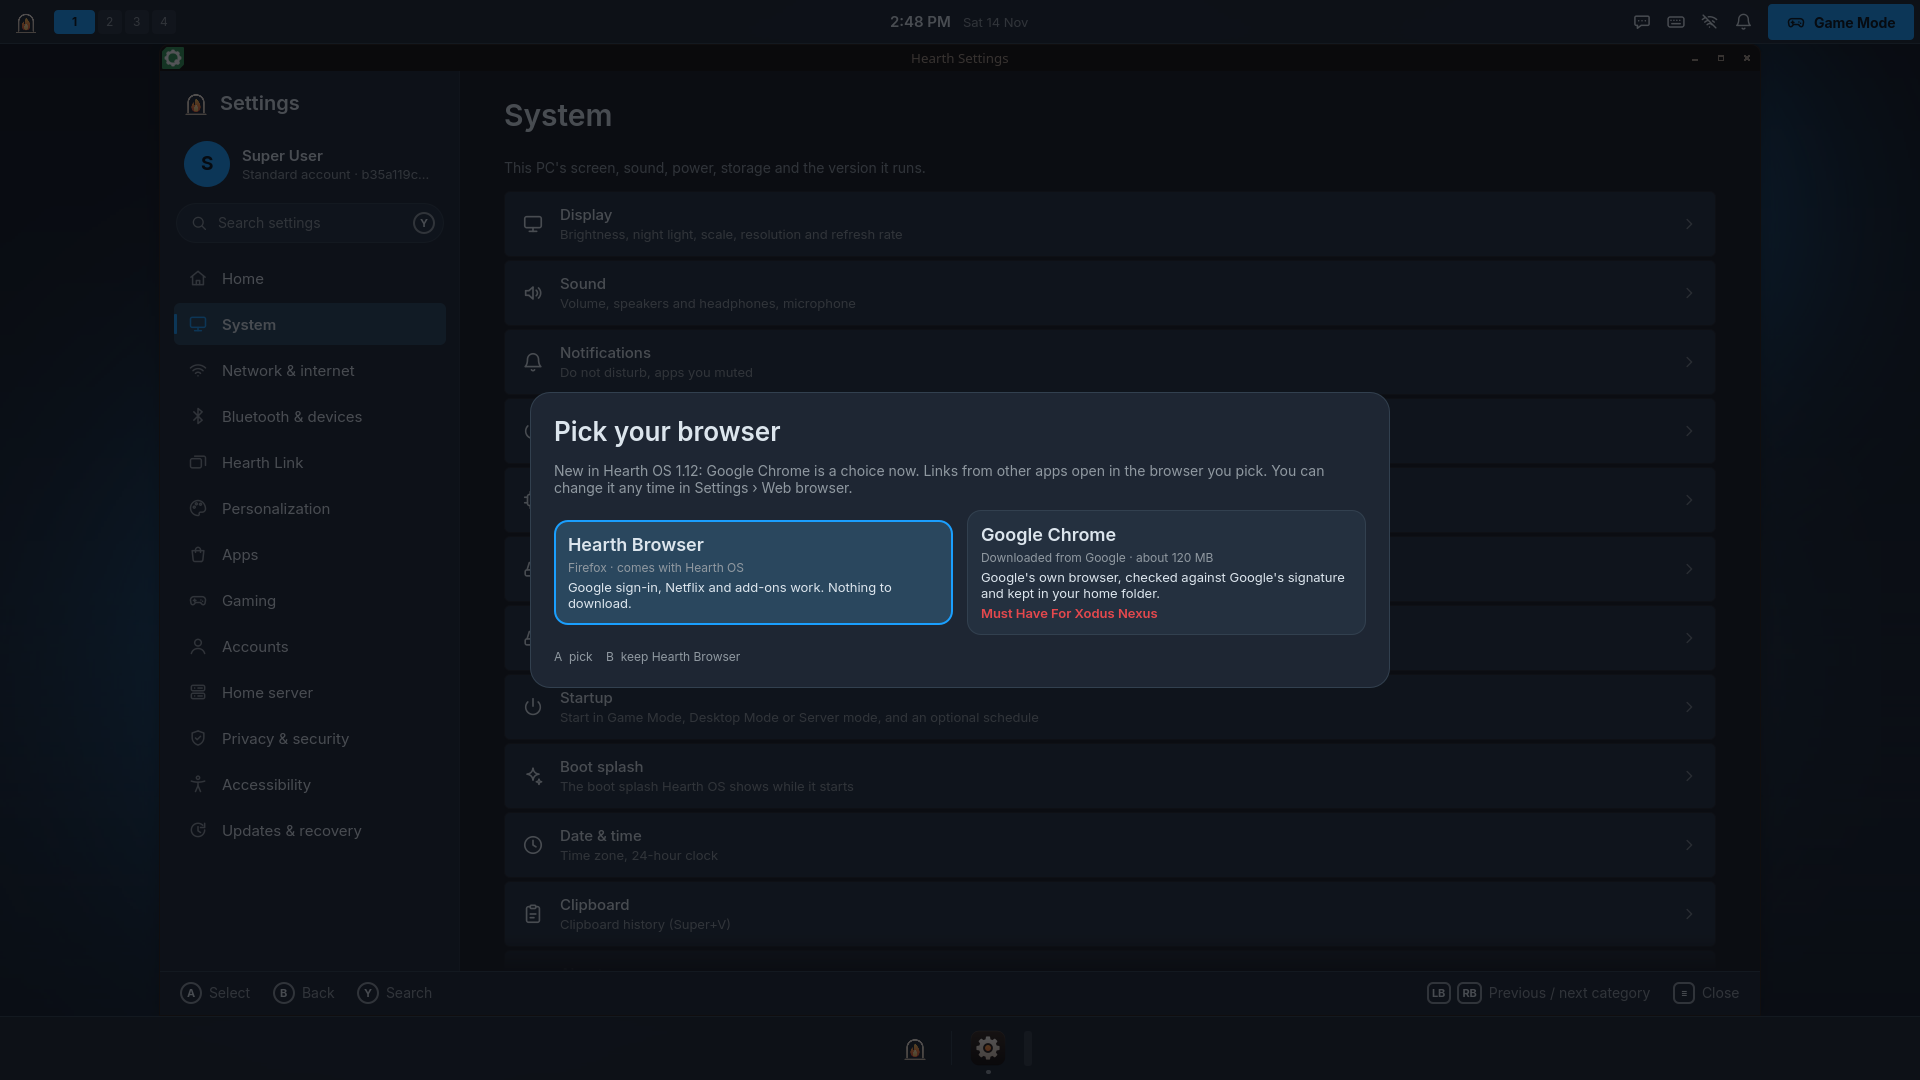 1 2 3 4
2:48 PM Sat 14 Nov
Game Mode
Hearth Settings
Settings
S
Super User
Standard account · b35a119c...
Search settings Y
Home
System
Network & internet
Bluetooth & devices
Hearth Link
Personalization
Apps
Gaming
Accounts
Home server
Privacy & security
Accessibility
Updates & recovery
System
This PC's screen, sound, power, storage and the version it runs.
Display
Brightness, night light, scale, resolution and refresh rate
Sound
Volume, speakers and headphones, microphone
Notifications
Do not disturb, apps you muted
Pick your browser
New in Hearth OS 1.12: Google Chrome is a choice now. Links from other apps open in the browser you pick. You can
change it any time in Settings › Web browser.
Hearth Browser
Firefox · comes with Hearth OS
Google sign-in, Netflix and add-ons work. Nothing to
download.
Google Chrome
Downloaded from Google · about 120 MB
Google's own browser, checked against Google's signature
and kept in your home folder.
Must Have For Xodus Nexus
A pick B keep Hearth Browser
Startup
Start in Game Mode, Desktop Mode or Server mode, and an optional schedule
Boot splash
The boot splash Hearth OS shows while it starts
Date & time
Time zone, 24-hour clock
Clipboard
Clipboard history (Super+V)
A Select B Back Y Search
LB RB Previous / next category ≡ Close